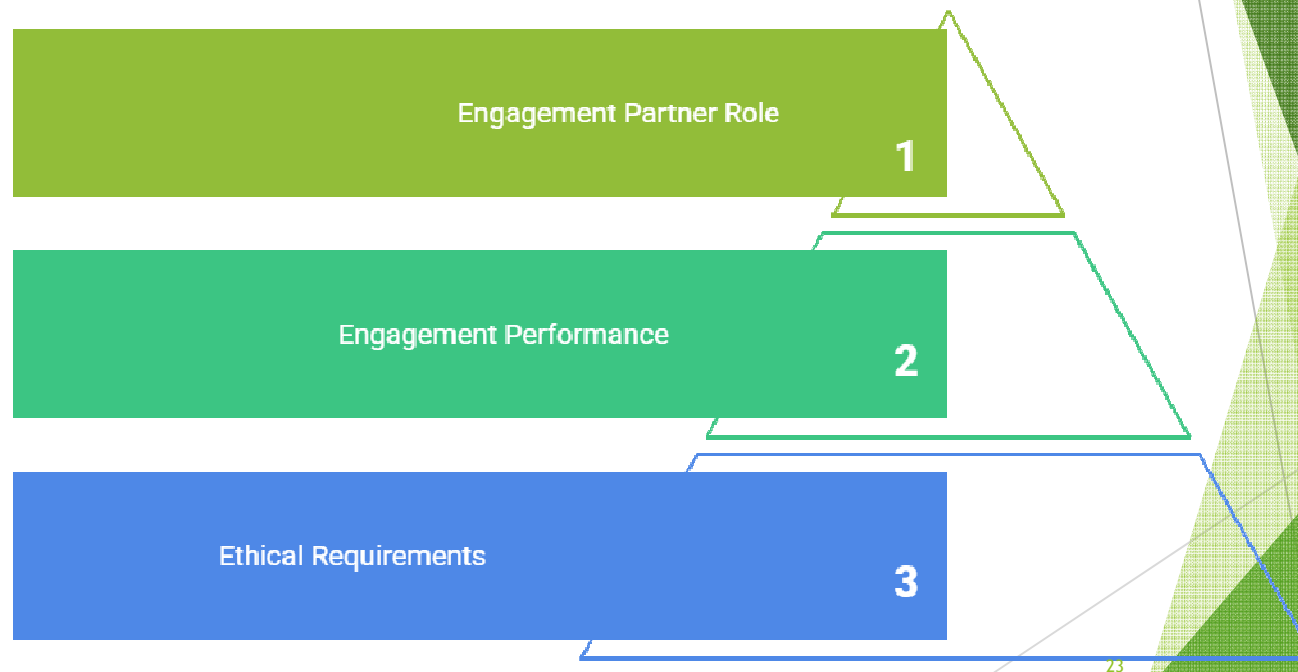 Engagement Partner Role
1
Engagement Performance
2
Ethical Requirements
3
23